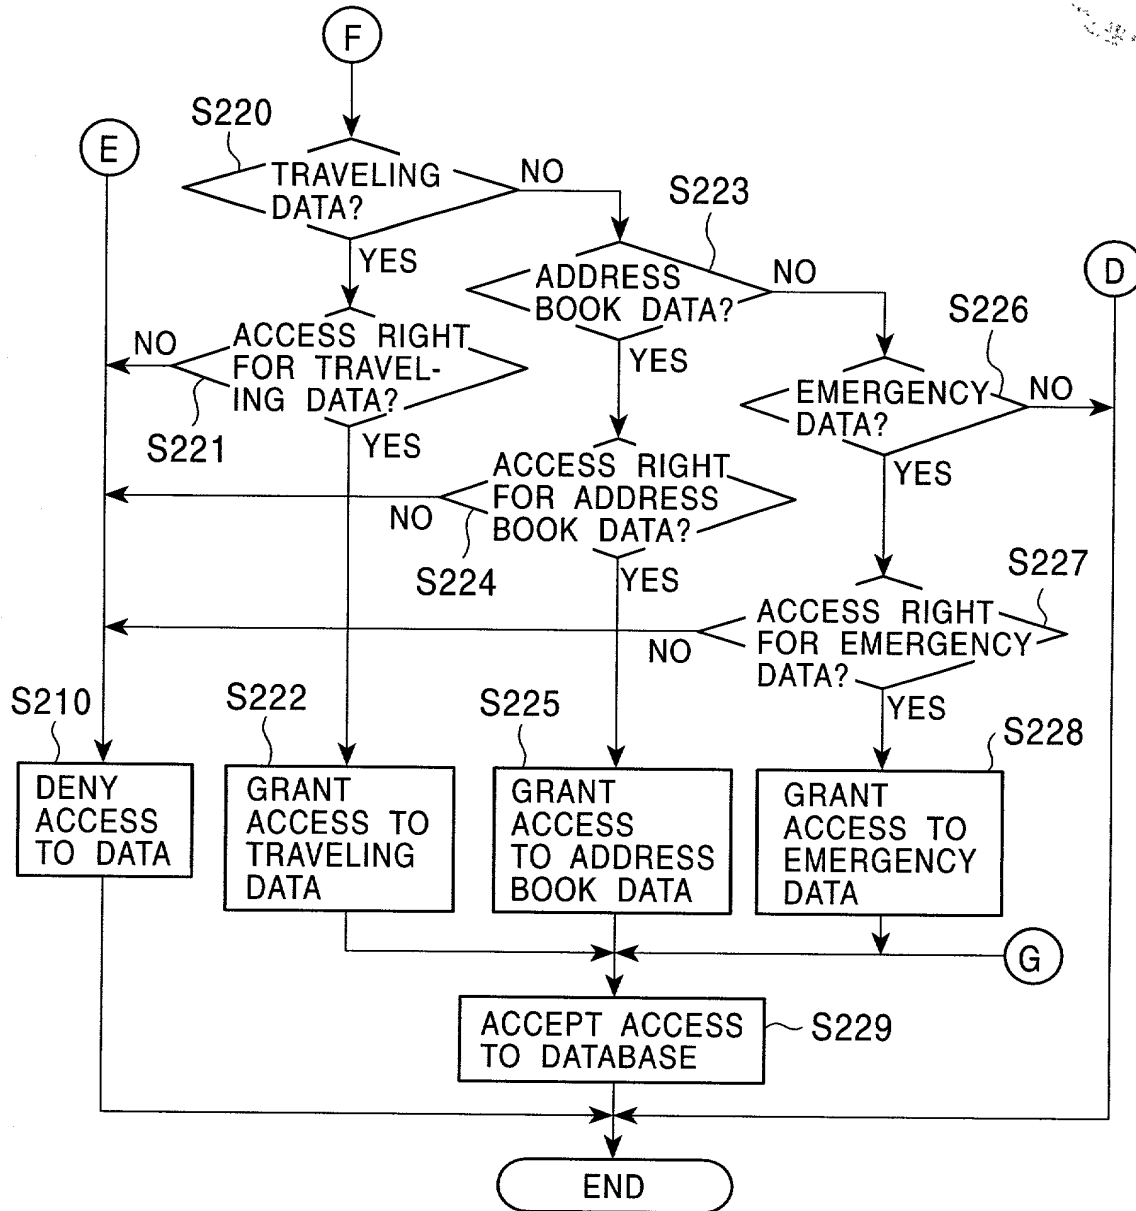 F
S220
E
TRAVELING
DATA?
NO
YES
S223
ADDRESS
BOOK DATA?
NO
YES
D
S226
ACCESS RIGHT
FOR TRAVEL-
ING DATA?
NO
YES
S221
EMERGENCY
DATA?
NO
YES
ACCESS RIGHT
FOR ADDRESS
BOOK DATA?
NO
YES
S224
S227
ACCESS RIGHT
FOR EMERGENCY
DATA?
NO
YES
S210
DENY
ACCESS
TO DATA
S222
GRANT
ACCESS TO
TRAVELING
DATA
S225
GRANT
ACCESS
TO ADDRESS
BOOK DATA
S228
GRANT
ACCESS TO
EMERGENCY
DATA
G
ACCEPT ACCESS
TO DATABASE
S229
END